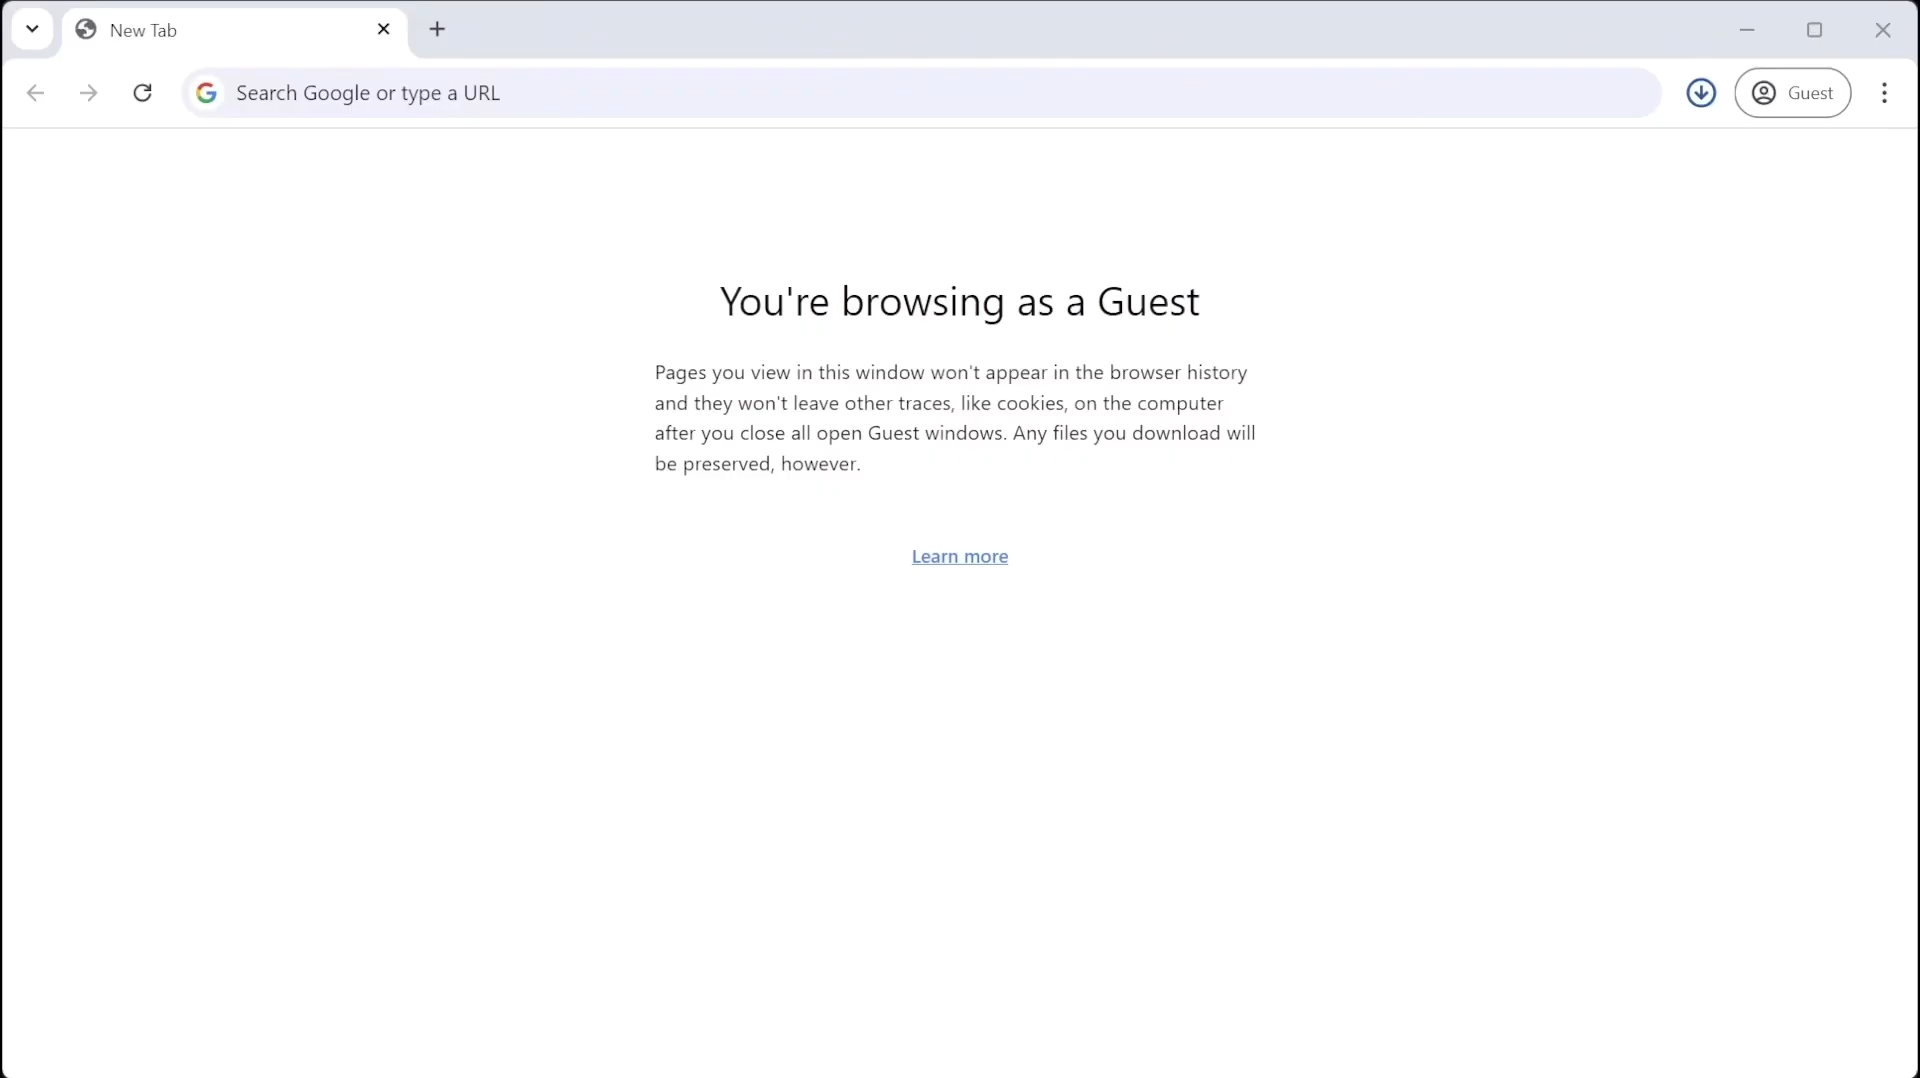 New Tab
Search Google or type a URL
Guest
You're browsing as a Guest
Pages you view in this window won't appear in the browser history
and they won't leave other traces, like cookies, on the computer
after you close all open Guest windows. Any files you download will
be preserved, however.
Learn more